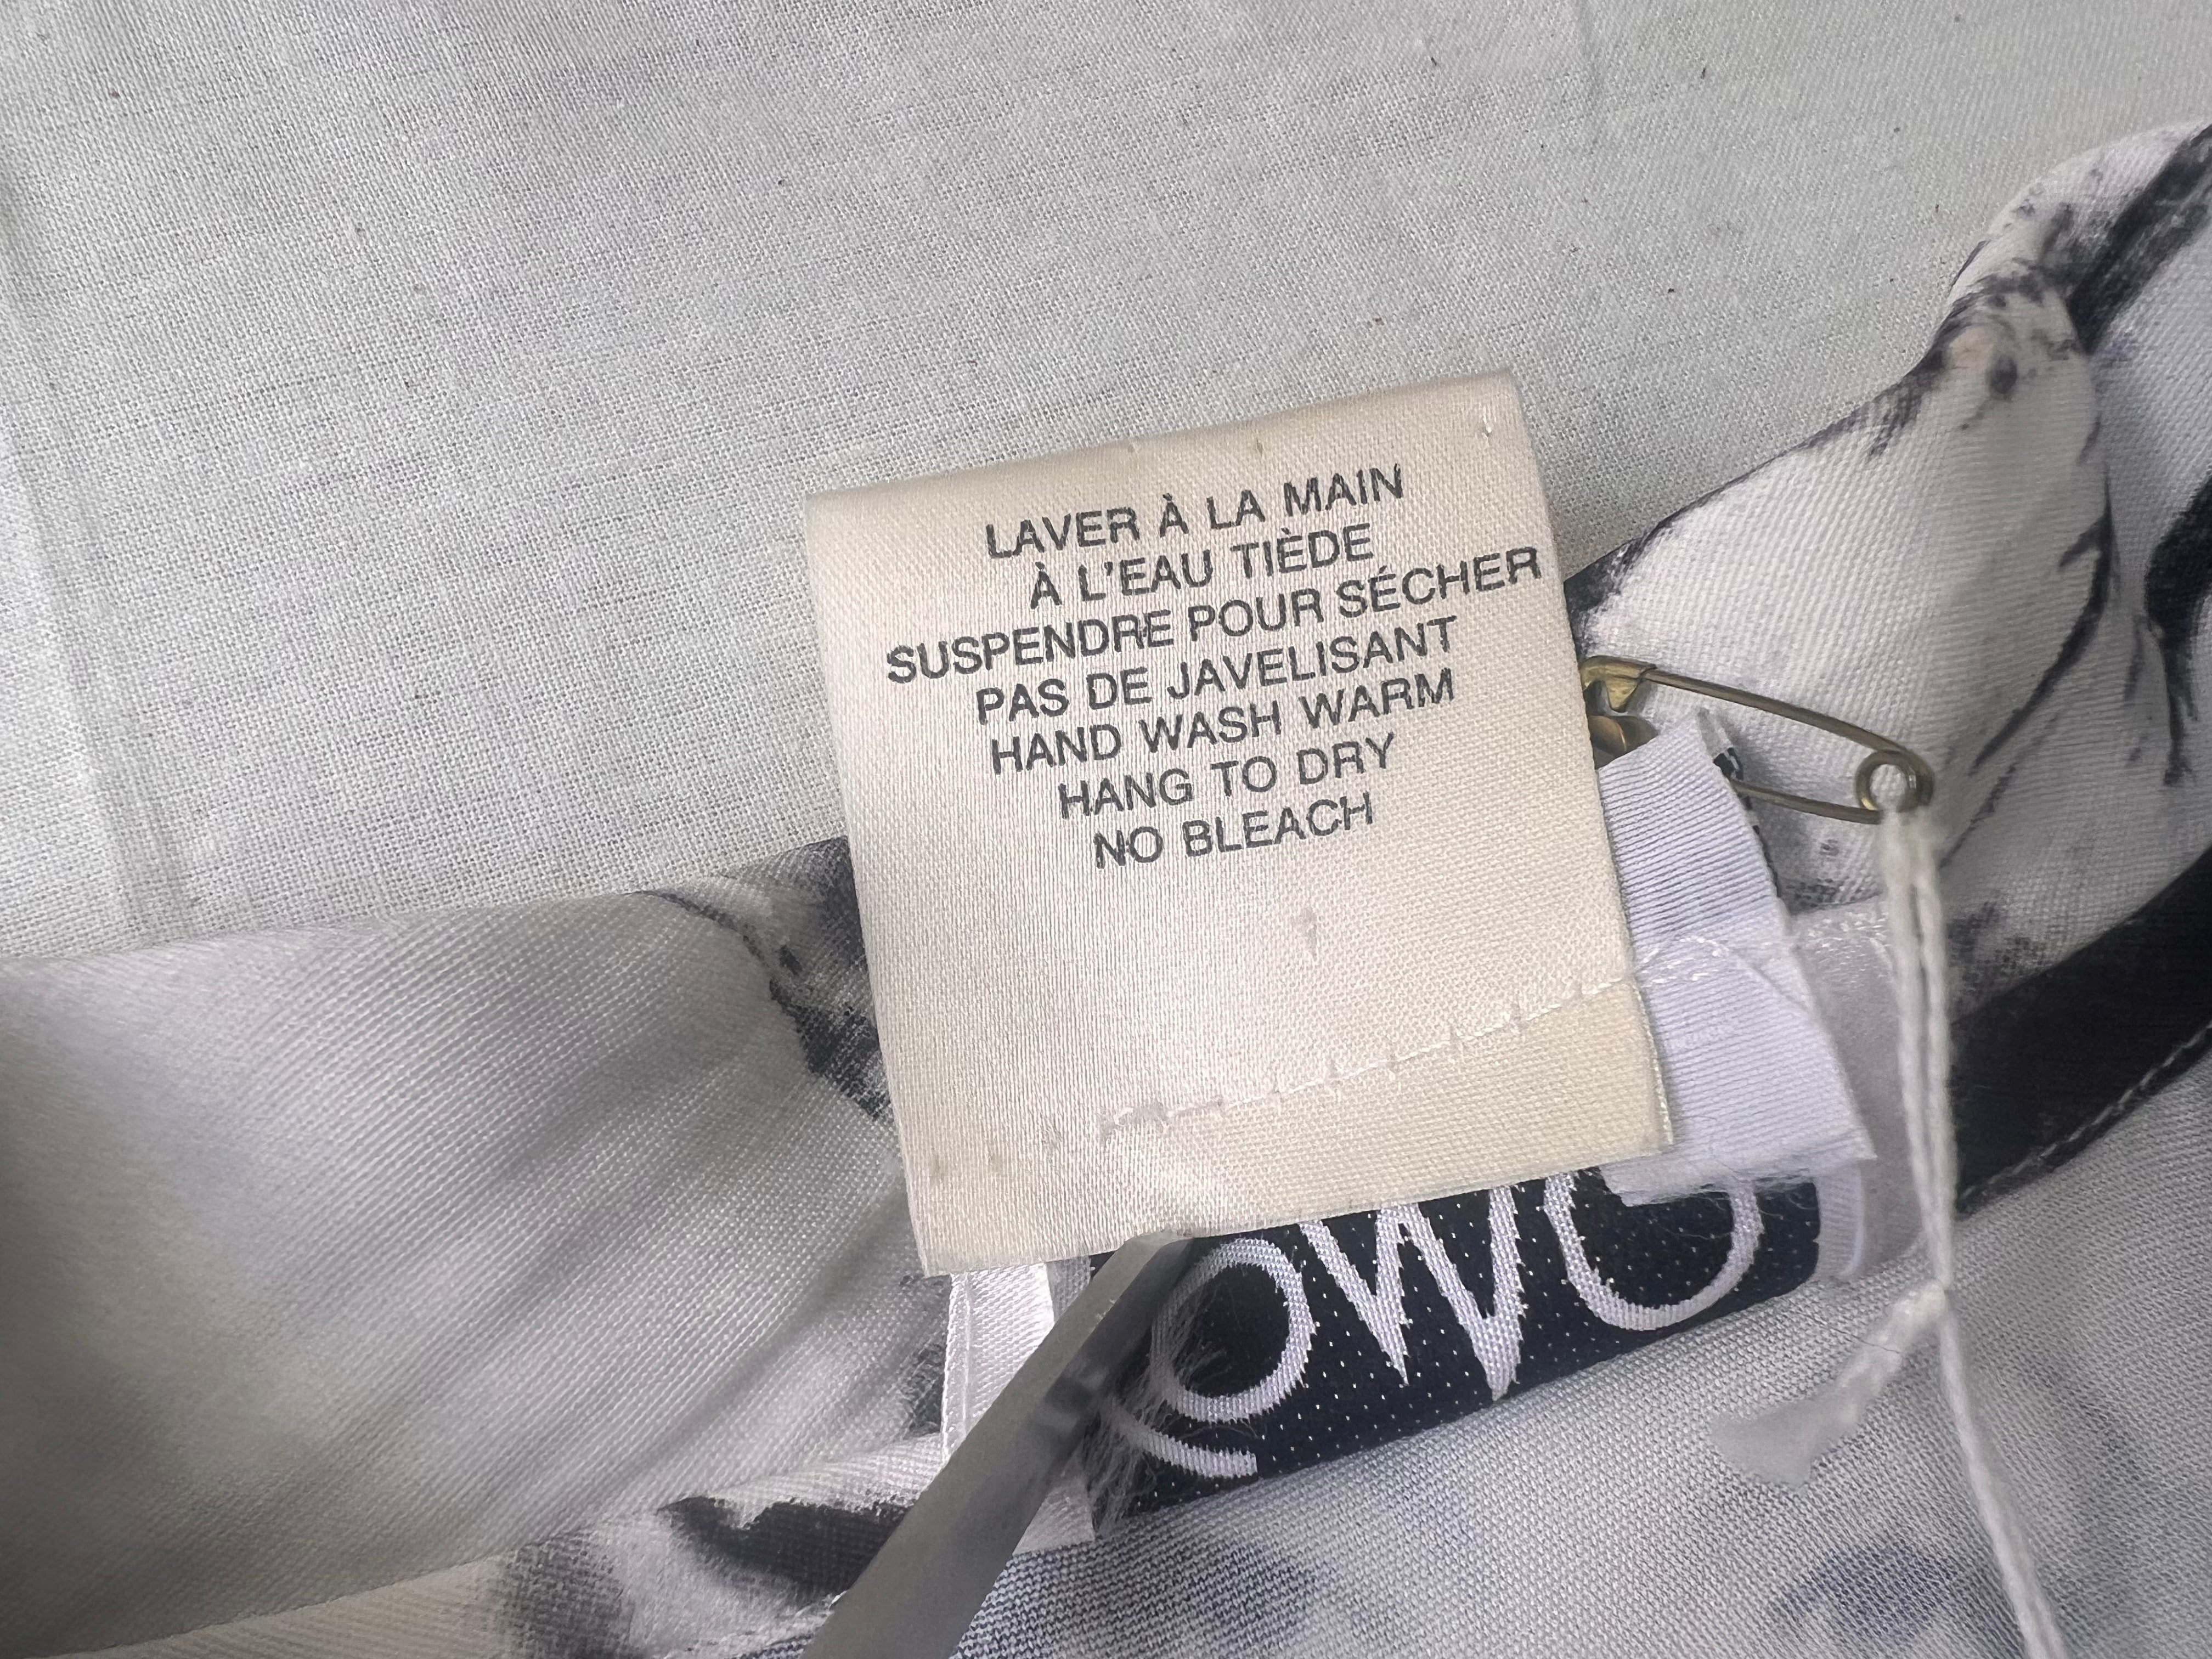 LAVER À LA MAIN
À L'EAU TIÈDE
SUSPENDRE POUR SÉCHER
PAS DE JAVELISANT
HAND WASH WARM
HANG TO DRY
NO BLEACH